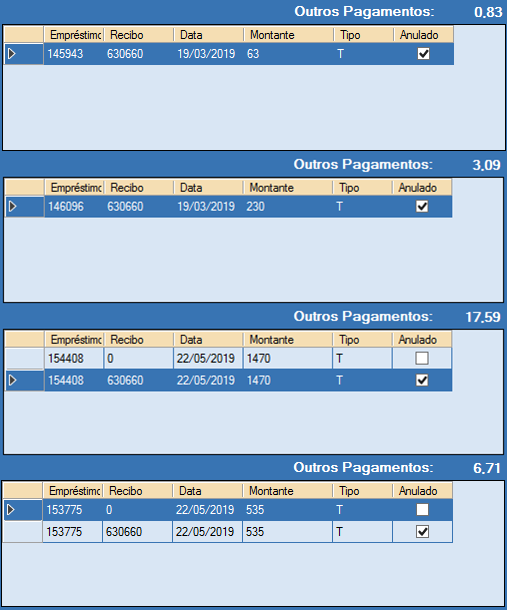 Outros Pagamentos: 0,83
Empréstimo Recibo Data Montante Tipo Anulado
145943 630660 19/03/2019 63 T
Outros Pagamentos: 3,09
Empréstimo Recibo Data Montante Tipo Anulado
146096 630660 19/03/2019 230 T
Outros Pagamentos: 17,59
Empréstimo Recibo Data Montante Tipo Anulado
154408 0 22/05/2019 1470 T
154408 630660 22/05/2019 1470 T
Outros Pagamentos: 6,71
Empréstimo Recibo Data Montante Tipo Anulado
153775 0 22/05/2019 535 T
153775 630660 22/05/2019 535 T